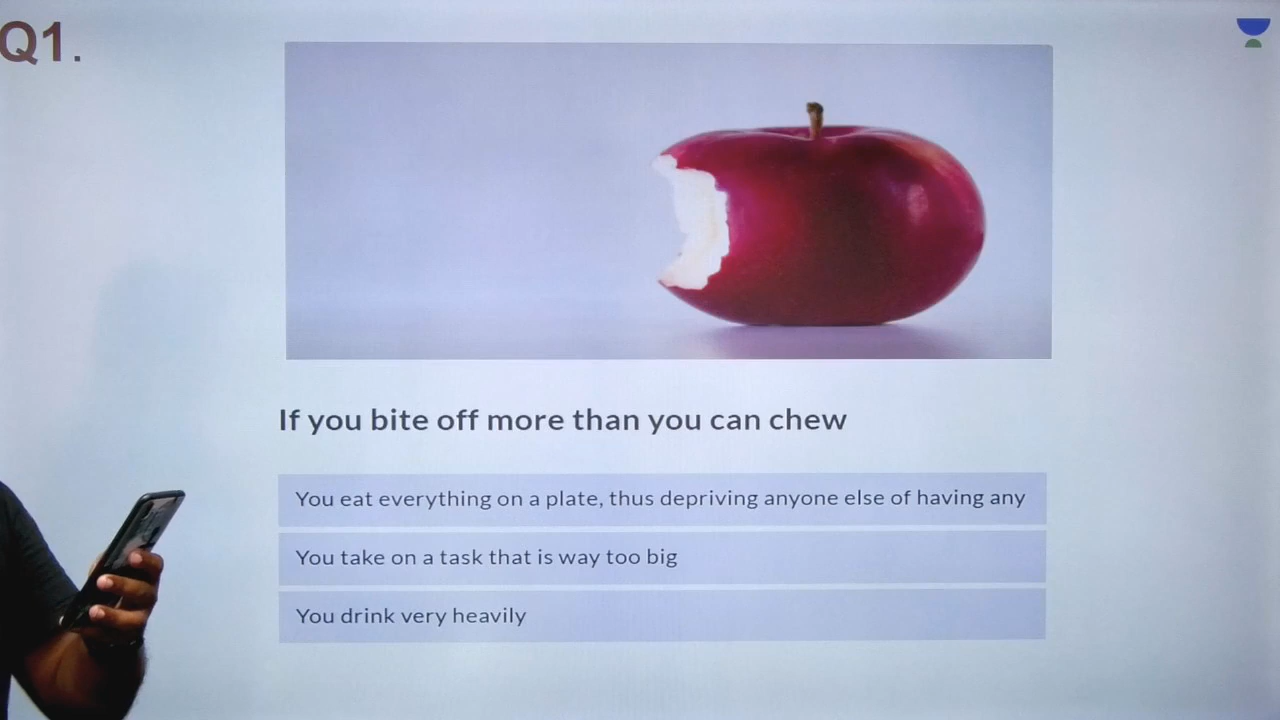 Q1.
If you bite off more than you can chew
You eat everything on a plate, thus depriving anyone else of having any
You take on a task that is way too big
You drink very heavily